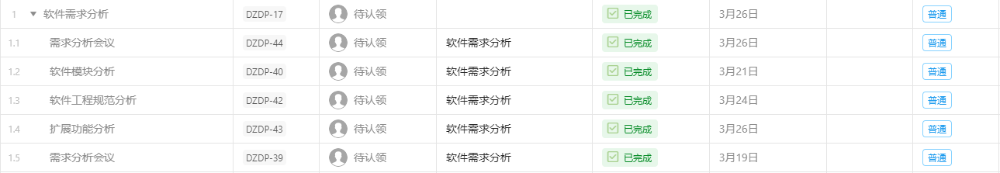 1 软件需求分析 DZDP-17 待认领 已完成 3月26日 普通
1.1 需求分析会议 DZDP-44 待认领 软件需求分析 已完成 3月26日 普通
1.2 软件模块分析 DZDP-40 待认领 软件需求分析 已完成 3月21日 普通
1.3 软件工程规范分析 DZDP-42 待认领 软件需求分析 已完成 3月24日 普通
1.4 扩展功能分析 DZDP-43 待认领 软件需求分析 已完成 3月26日 普通
1.5 需求分析会议 DZDP-39 待认领 软件需求分析 已完成 3月19日 普通